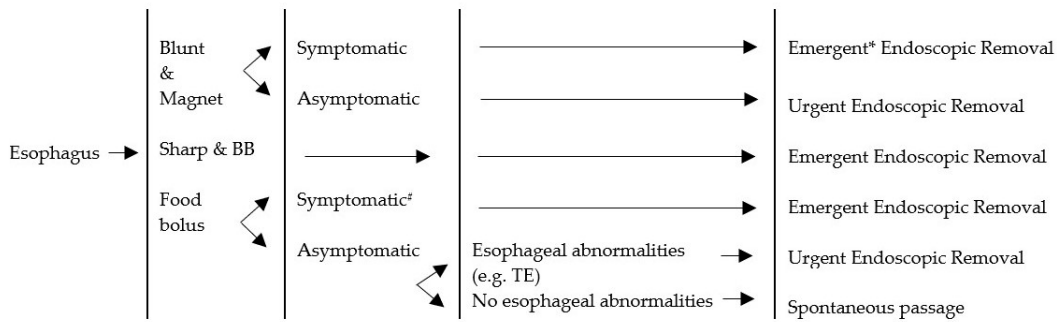 Blunt
&
Magnet
Symptomatic
Emergent* Endoscopic Removal
Asymptomatic
Urgent Endoscopic Removal
Esophagus
Sharp & BB
Emergent Endoscopic Removal
Food
bolus
Symptomatic#
Emergent Endoscopic Removal
Asymptomatic
Esophageal abnormalities
(e.g. TE)
Urgent Endoscopic Removal
No esophageal abnormalities
Spontaneous passage